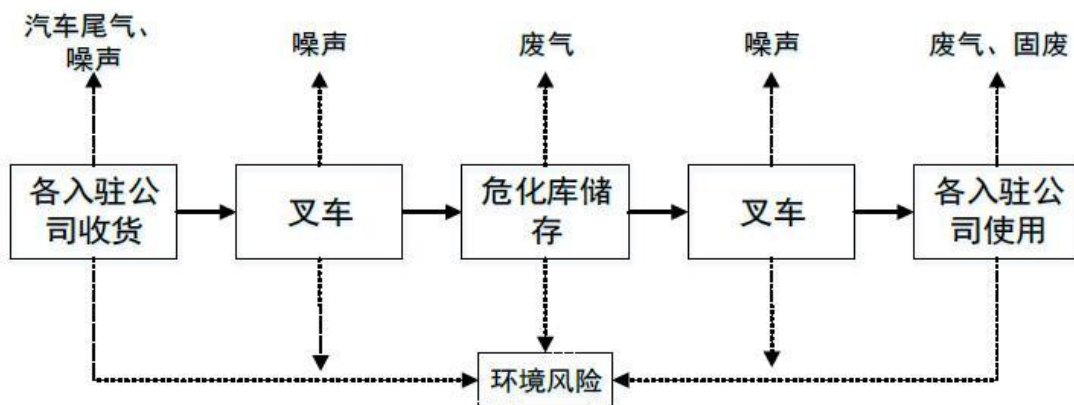 汽车尾气、
噪声
噪声
废气
噪声
废气、固废
各入驻公
司收货
叉车
危化库储
存
叉车
各入驻公
司使用
环境风险